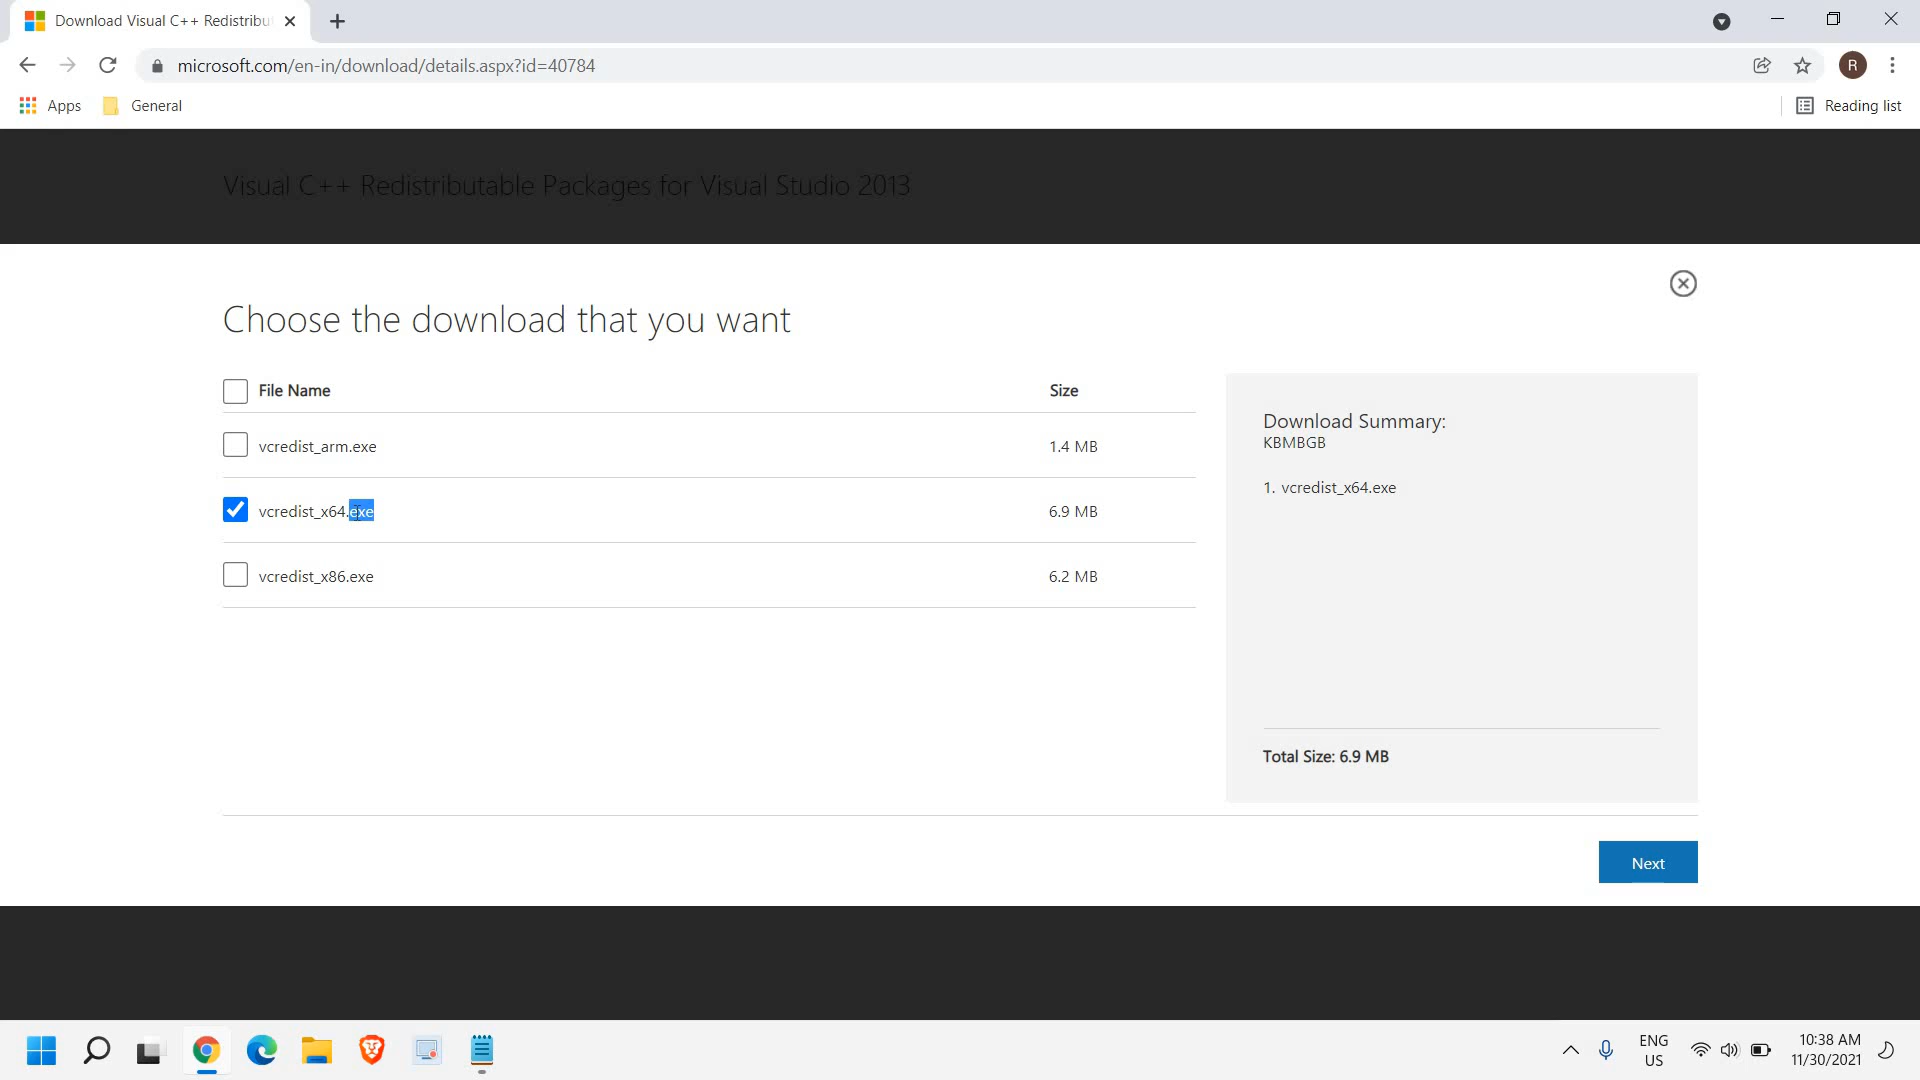 Download Visual C++ Redistribu
microsoft.com/en-in/download/details.aspx?id=40784
R
Apps
General
Reading list
Visual C++ Redistributable Packages for Visual Studio 2013
Choose the download that you want
File Name Size
vcredist_arm.exe 1.4 MB
vcredist_x64.exe 6.9 MB
vcredist_x86.exe 6.2 MB
Download Summary:
KBMBGB
1. vcredist_x64.exe
Total Size: 6.9 MB
Next
ENG
US
10:38 AM
11/30/2021